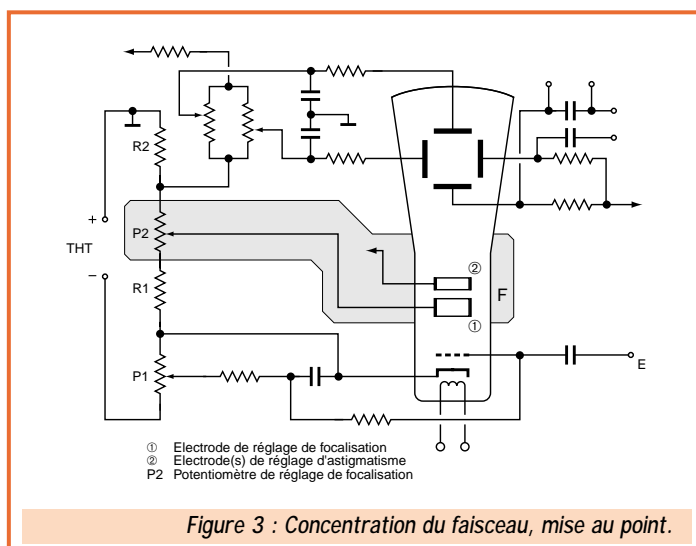 R2
+
THT
−
P2
②
F
R1
①
P1
E
① Electrode de réglage de focalisation
② Electrode(s) de réglage d'astigmatisme
P2 Potentiomètre de réglage de focalisation
Figure 3 : Concentration du faisceau, mise au point.